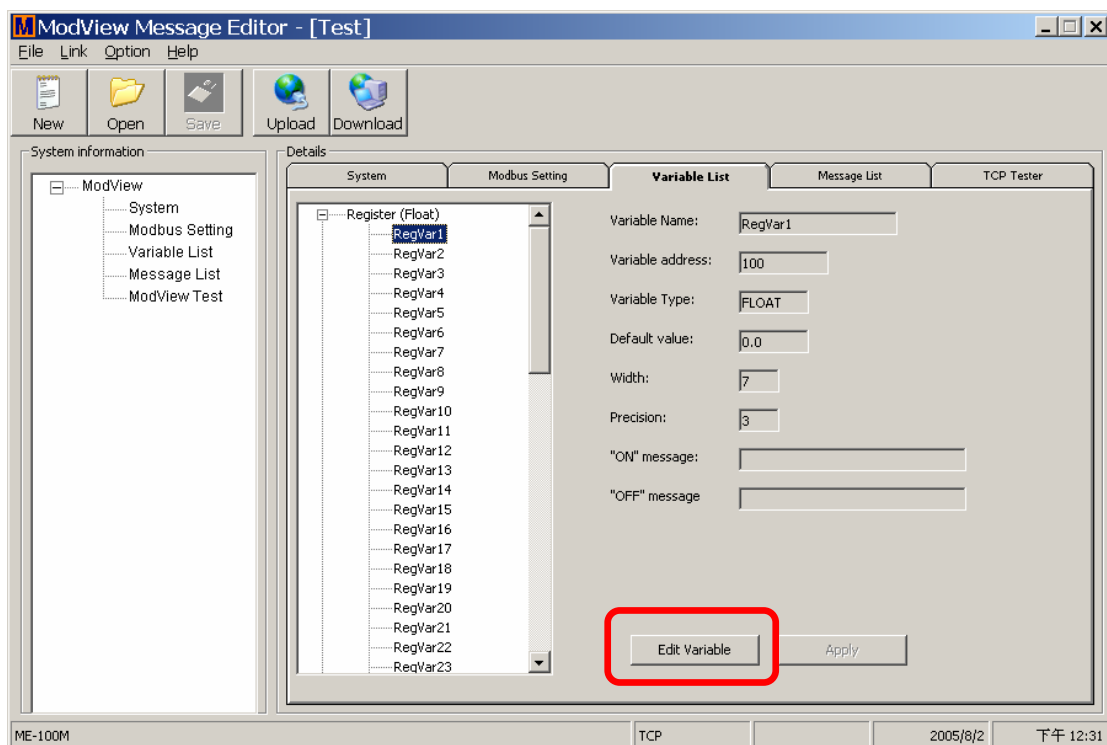 ModView Message Editor - [Test]
File Link Option Help
New Open Save Upload Download
System information
ModView
System
Modbus Setting
Variable List
Message List
ModView Test
Details
System Modbus Setting Variable List Message List TCP Tester
Register (Float)
RegVar1
RegVar2
RegVar3
RegVar4
RegVar5
RegVar6
RegVar7
RegVar8
RegVar9
RegVar10
RegVar11
RegVar12
RegVar13
RegVar14
RegVar15
RegVar16
RegVar17
RegVar18
RegVar19
RegVar20
RegVar21
RegVar22
RegVar23
Variable Name: RegVar1
Variable address: 100
Variable Type: FLOAT
Default value: 0.0
Width: 7
Precision: 3
"ON" message:
"OFF" message
Edit Variable Apply
ME-100M TCP 2005/8/2 下午 12:31